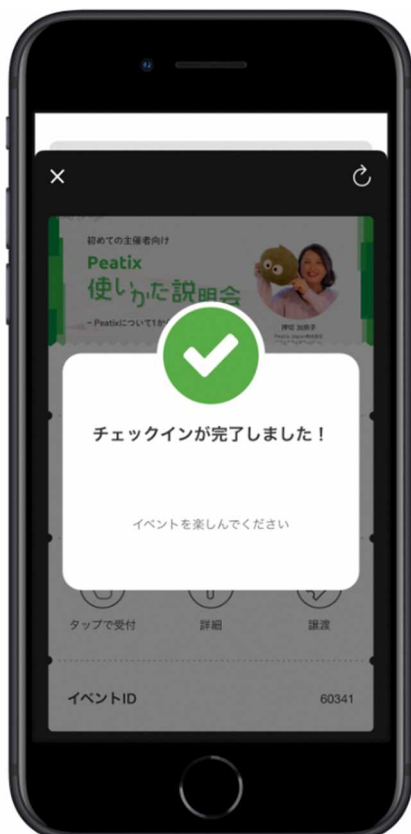 初めての主催者向け
Peatix
使いかた説明会
- Peatixについて1か
チェックインが完了しました！
イベントを楽しんでください
タップで受付
詳細
譲渡
イベントID
60341